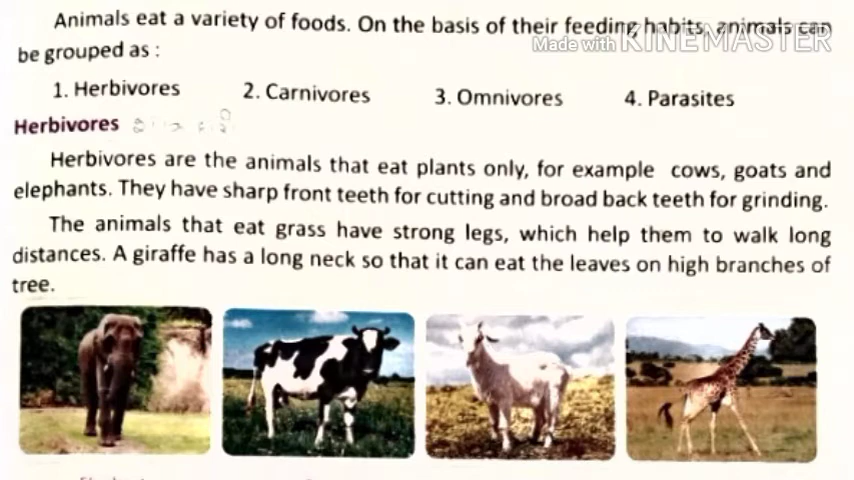 Animals eat a variety of foods. On the basis of their feeding habits, animals can
Made with KINEMASTER
be grouped as :
1. Herbivores 2. Carnivores 3. Omnivores 4. Parasites
Herbivores
Herbivores are the animals that eat plants only, for example cows, goats and
elephants. They have sharp front teeth for cutting and broad back teeth for grinding.
The animals that eat grass have strong legs, which help them to walk long
distances. A giraffe has a long neck so that it can eat the leaves on high branches of
tree.